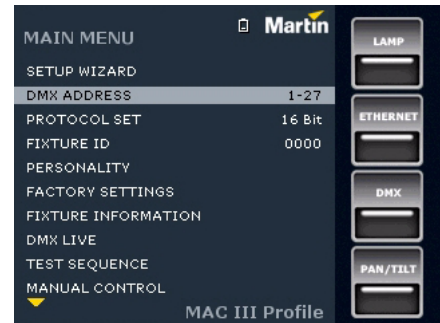 Martin
MAIN MENU
SETUP WIZARD
DMX ADDRESS 1-27
PROTOCOL SET 16 Bit
FIXTURE ID 0000
PERSONALITY
FACTORY SETTINGS
FIXTURE INFORMATION
DMX LIVE
TEST SEQUENCE
MANUAL CONTROL
MAC III Profile
LAMP
ETHERNET
DMX
PAN/TILT